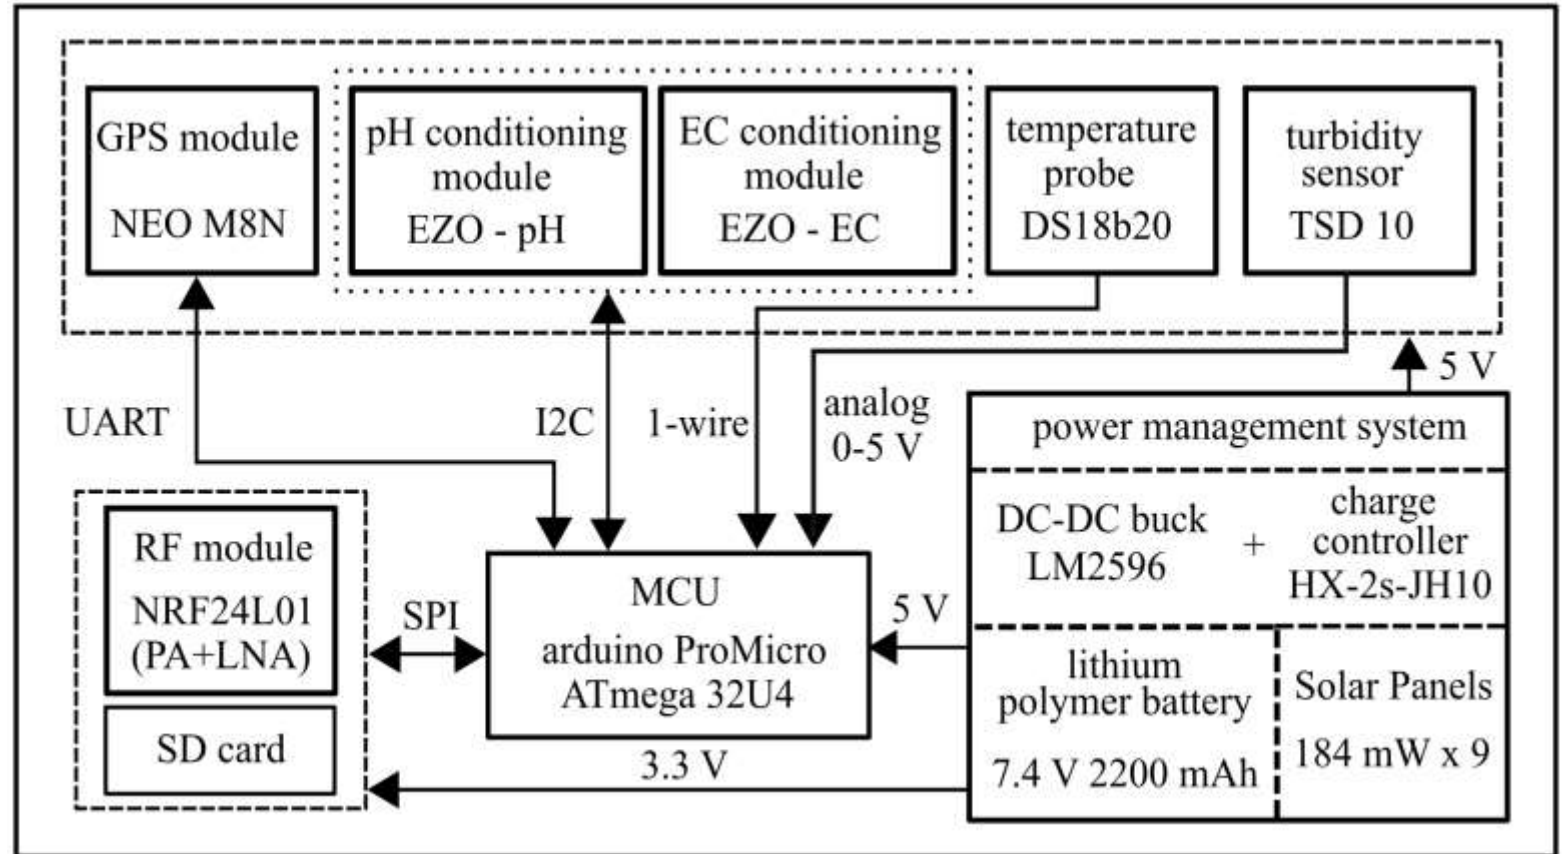 GPS module
NEO M8N
pH conditioning
module
EZO - pH
EC conditioning
module
EZO - EC
temperature
probe
DS18b20
turbidity
sensor
TSD 10
UART
I2C
1-wire
analog
0-5 V
5 V
power management system
DC-DC buck
LM2596
+
charge
controller
HX-2s-JH10
lithium
polymer battery
7.4 V 2200 mAh
Solar Panels
184 mW x 9
RF module
NRF24L01
(PA+LNA)
SD card
SPI
MCU
arduino ProMicro
ATmega 32U4
5 V
3.3 V